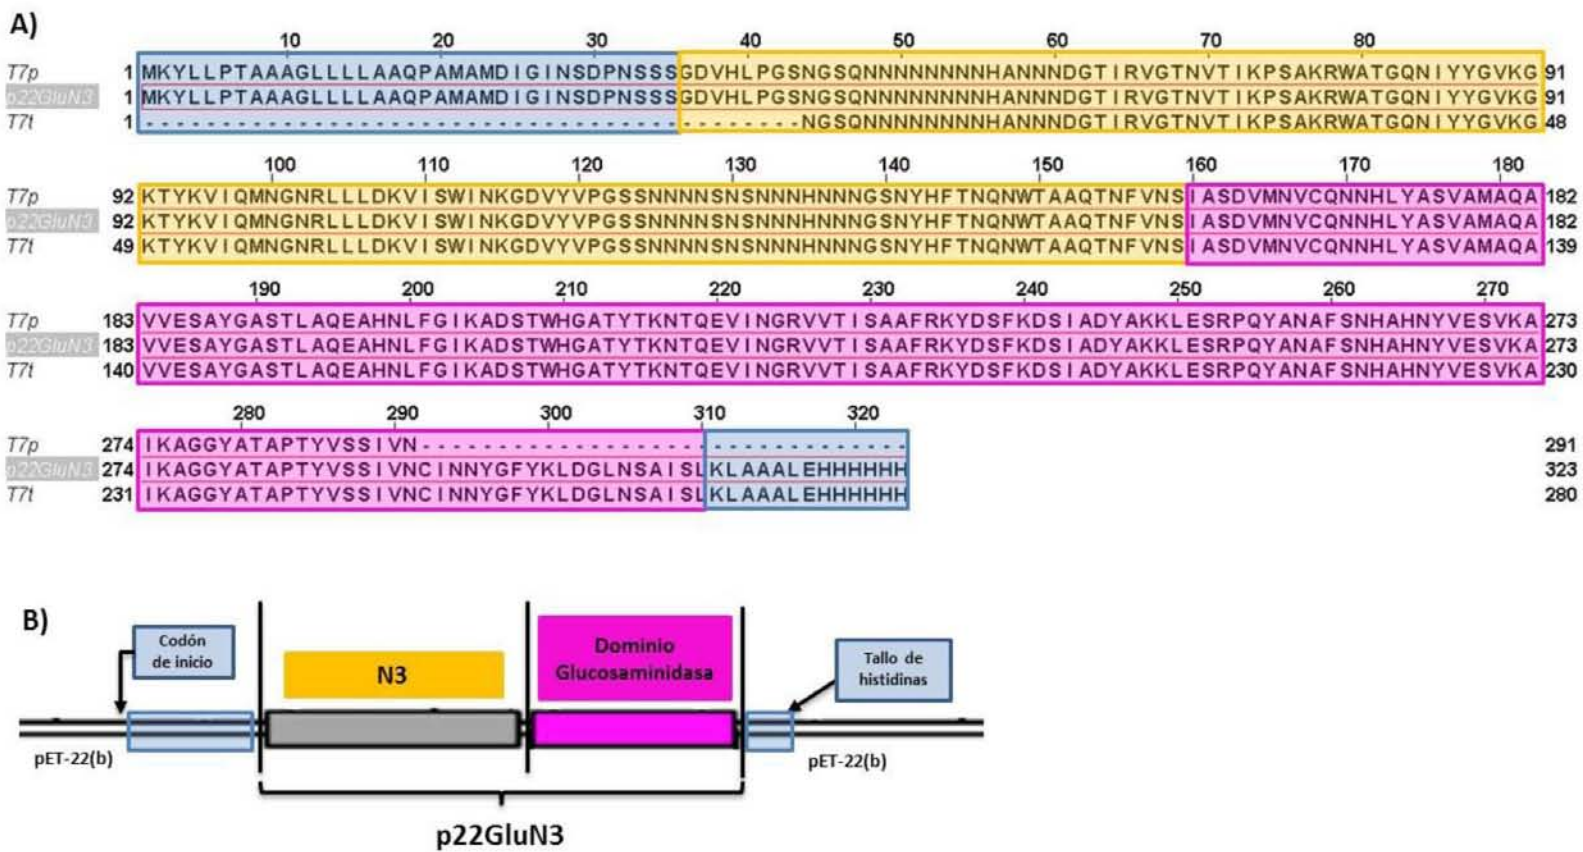 A)
10 20 30 40 50 60 70 80
T7p 1 MKYLLPTAAAGLLLLAAQPAMAMDIGINSDPNSSSGDVHLPGSNGSQNNNNNNNNHANNNDGTIRVGTNVTIKPSAKRWATGQNIYYGVKG 91
p22GluN3 1 MKYLLPTAAAGLLLLAAQPAMAMDIGINSDPNSSSGDVHLPGSNGSQNNNNNNNNHANNNDGTIRVGTNVTIKPSAKRWATGQNIYYGVKG 91
T7t 1 -------------------------------------------NGSQNNNNNNNNHANNNDGTIRVGTNVTIKPSAKRWATGQNIYYGVKG 48
100 110 120 130 140 150 160 170 180
T7p 92 KTYKVIQMNGNRLLLDKVISWINKGDVYVPGSSNNNNNSNSNNNHNNNGSNYHFTNQNWTAAQTNFVNSIASDVMNVCQNNHLYASVAMAQA 182
p22GluN3 92 KTYKVIQMNGNRLLLDKVISWINKGDVYVPGSSNNNNNSNSNNNHNNNGSNYHFTNQNWTAAQTNFVNSIASDVMNVCQNNHLYASVAMAQA 182
T7t 49 KTYKVIQMNGNRLLLDKVISWINKGDVYVPGSSNNNNNSNSNNNHNNNGSNYHFTNQNWTAAQTNFVNSIASDVMNVCQNNHLYASVAMAQA 139
190 200 210 220 230 240 250 260 270
T7p 183 VVESAYGASTLAQEAHNLFGIKADSTWHGATYTKNTQEVINGRVVTISAAFRKYDSFKDSIADYAKKLESRPQYANAFSNHAHNYVESVKA 273
p22GluN3 183 VVESAYGASTLAQEAHNLFGIKADSTWHGATYTKNTQEVINGRVVTISAAFRKYDSFKDSIADYAKKLESRPQYANAFSNHAHNYVESVKA 273
T7t 140 VVESAYGASTLAQEAHNLFGIKADSTWHGATYTKNTQEVINGRVVTISAAFRKYDSFKDSIADYAKKLESRPQYANAFSNHAHNYVESVKA 230
280 290 300 310 320
T7p 274 IKAGGYATAPTYVSSIVN-------------------------------- 291
p22GluN3 274 IKAGGYATAPTYVSSIVNCINNYGFYKLDGLNSAISLKLAAALEHHHHHH 323
T7t 231 IKAGGYATAPTYVSSIVNCINNYGFYKLDGLNSAISLKLAAALEHHHHHH 280
B)
Codón
de inicio
N3
Dominio
Glucosaminidasa
Tallo de
histidinas
pET-22(b)
pET-22(b)
p22GluN3